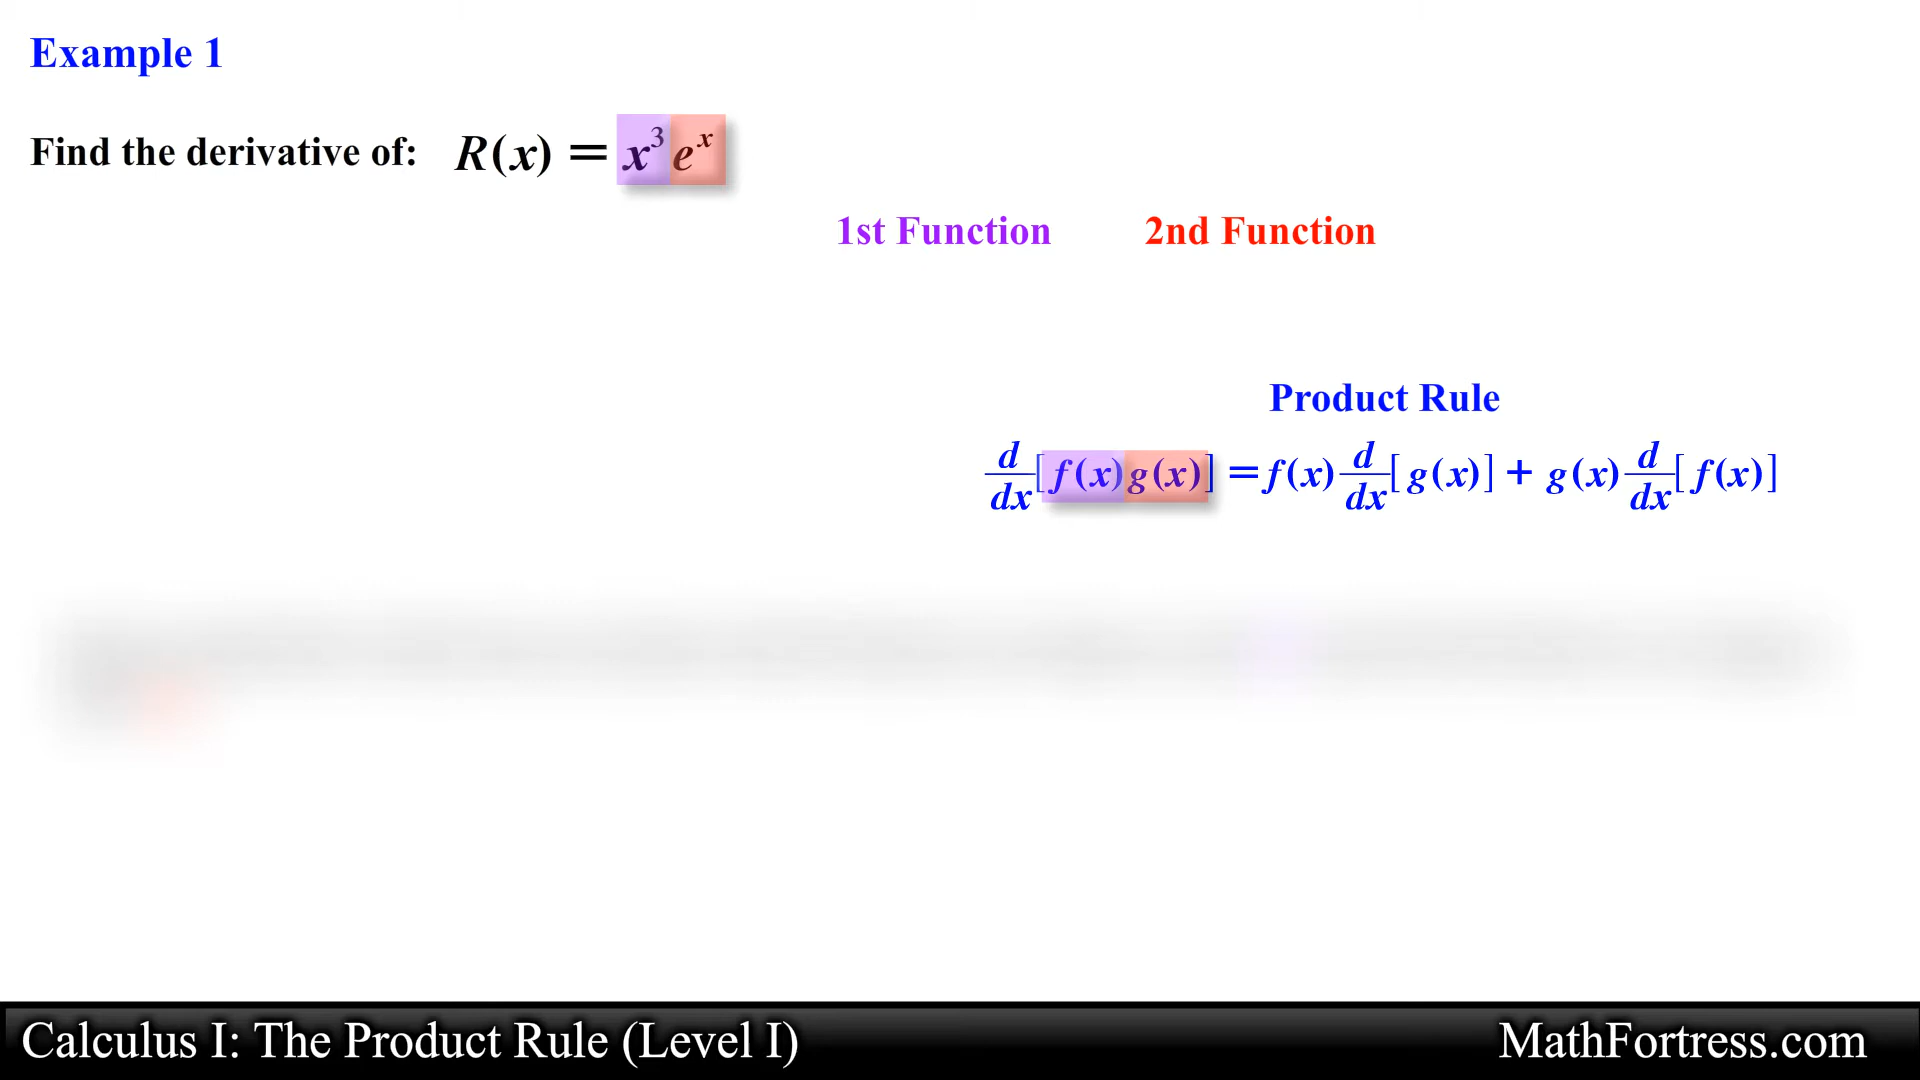 Example 1
Find the derivative of: R(x) = x³eˣ
1st Function 2nd Function
Product Rule
d/dx[f(x)g(x)] = f(x) d/dx[g(x)] + g(x) d/dx[f(x)]
Calculus I: The Product Rule (Level I) MathFortress.com